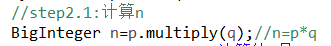 //step2.1:计算n
BigInteger n=p.multiply(q);//n=p*q